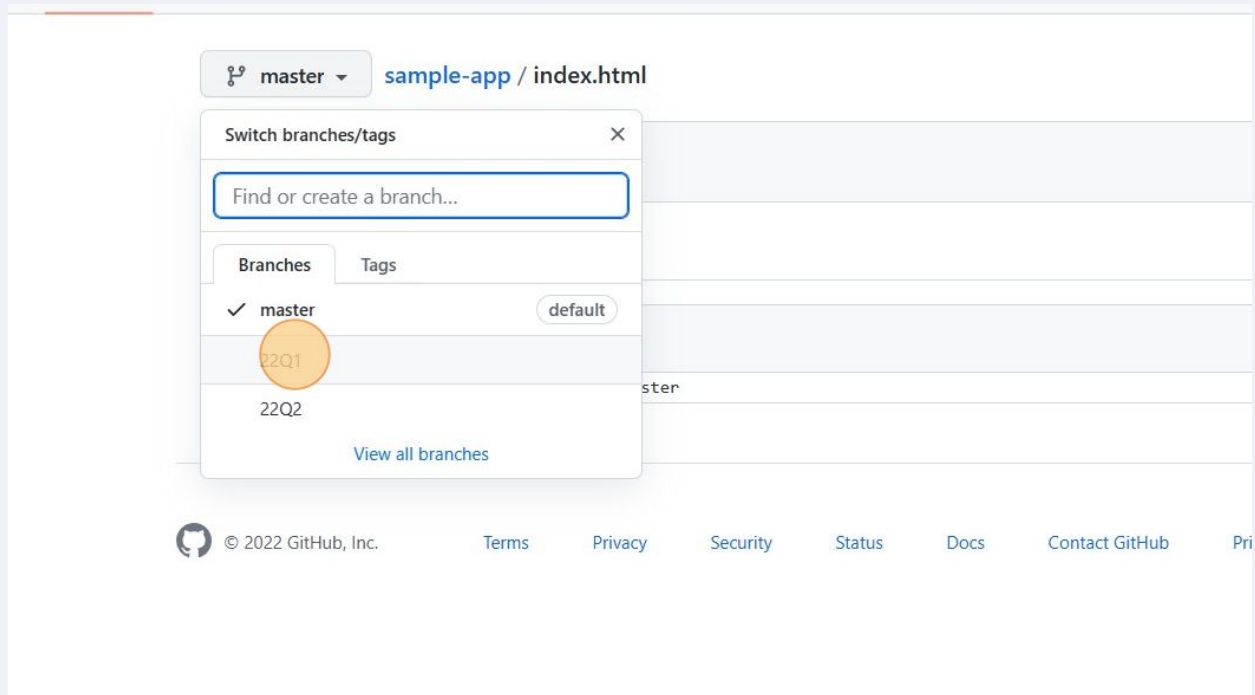 master
sample-app / index.html
Switch branches/tags
Find or create a branch...
Branches Tags
master default
22Q1
ster
22Q2
View all branches
© 2022 GitHub, Inc. Terms Privacy Security Status Docs Contact GitHub Pri